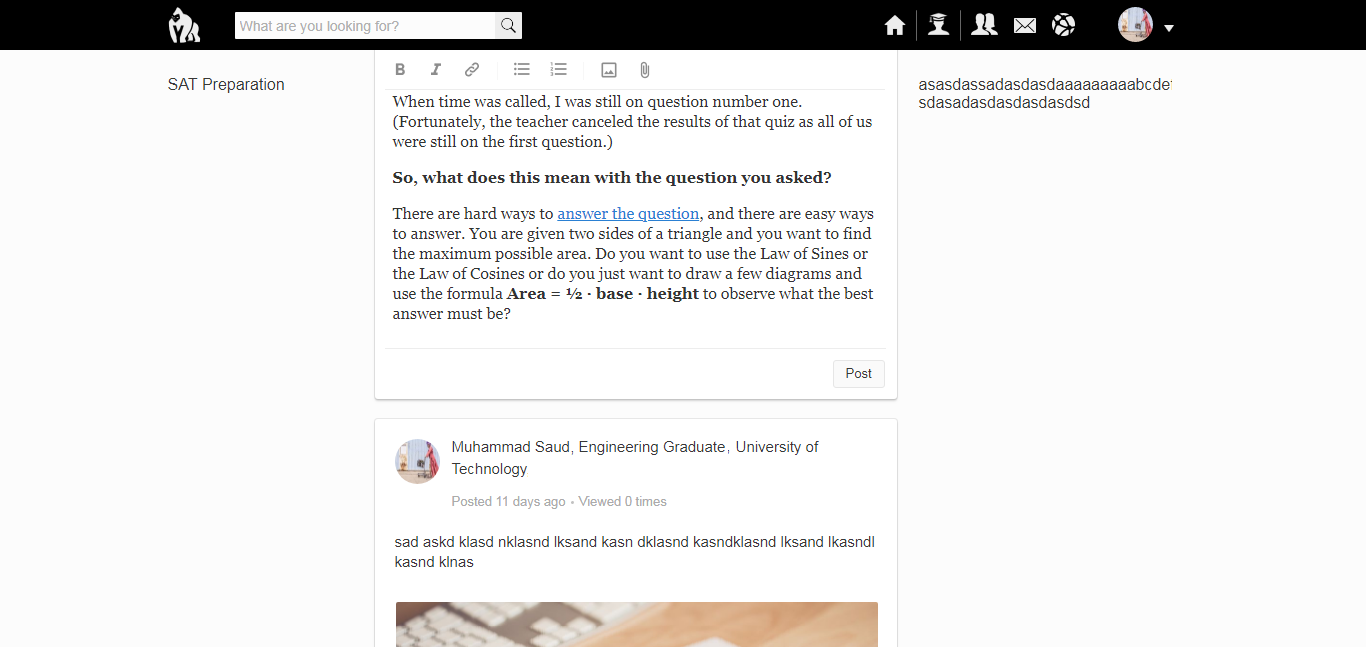 What are you looking for?
SAT Preparation
When time was called, I was still on question number one.
(Fortunately, the teacher canceled the results of that quiz as all of us
were still on the first question.)
So, what does this mean with the question you asked?
There are hard ways to answer the question, and there are easy ways
to answer. You are given two sides of a triangle and you want to find
the maximum possible area. Do you want to use the Law of Sines or
the Law of Cosines or do you just want to draw a few diagrams and
use the formula Area = ½ · base · height to observe what the best
answer must be?
Post
Muhammad Saud, Engineering Graduate, University of
Technology
Posted 11 days ago • Viewed 0 times
sad askd klasd nklasnd lksand kasn dklasnd kasndklasnd lksand lkasndl
kasnd klnas
asasdassadasdasdaaaaaaaaaabcde
sdasadasdasdasdasdsd